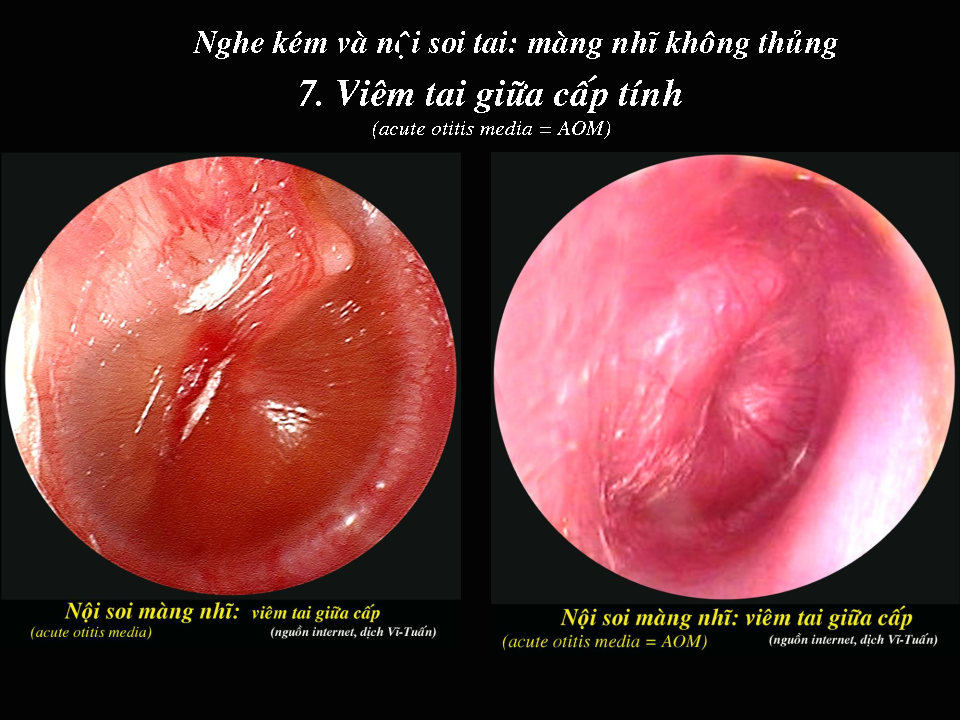 Nghe kém và nội soi tai: màng nhĩ không thủng
7. Viêm tai giữa cấp tính
(acute otitis media = AOM)
Nội soi màng nhĩ: viêm tai giữa cấp
(acute otitis media)
(nguồn internet, dịch Vĩ-Tuấn)
Nội soi màng nhĩ: viêm tai giữa cấp
(acute otitis media = AOM)
(nguồn internet, dịch Vĩ-Tuấn)